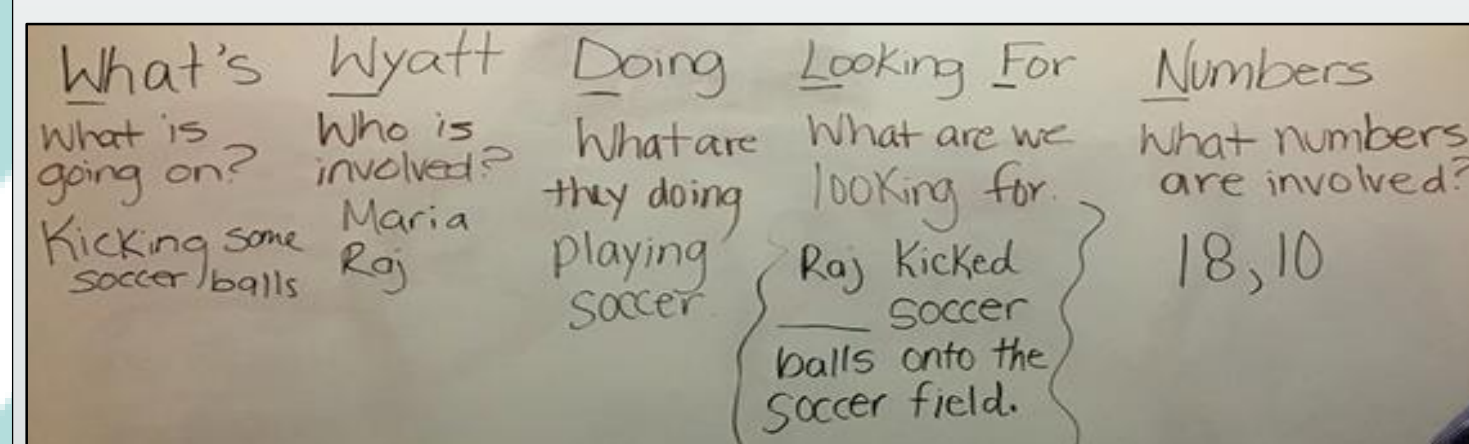 What's Wyatt Doing Looking For Numbers
What is
going on?
Kicking some
soccer balls
Who is
involved?
Maria
Raj
What are
they doing
playing
soccer.
What are we
looking for.
Raj Kicked
____ soccer
balls onto the
soccer field.
What numbers
are involved?
18, 10